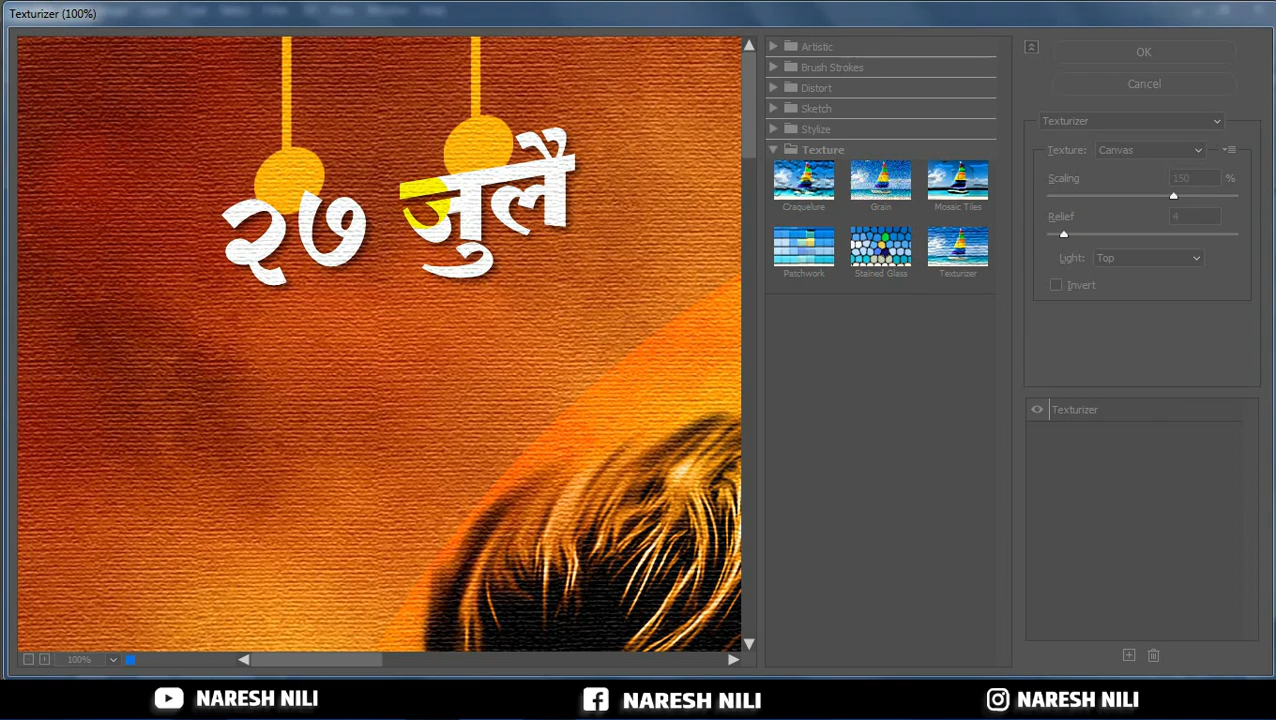 Texturizer (100%)
२७ जुलै
100%
Artistic
Brush Strokes
Distort
Sketch
Stylize
Texture
Craquelure
Grain
Mosaic Tiles
Patchwork
Stained Glass
Texturizer
OK
Cancel
Texturizer
Texture: Canvas
Scaling 150 %
Relief 4
Light: Top
Invert
Texturizer
NARESH NILI
NARESH NILI
NARESH NILI